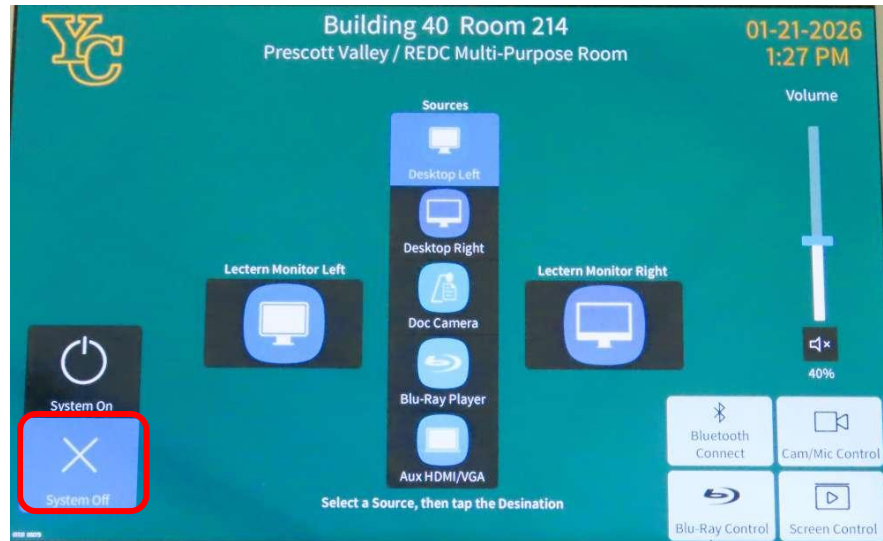 YC
Building 40 Room 214
Prescott Valley / REDC Multi-Purpose Room
01-21-2026
1:27 PM
Volume
Sources
Desktop Left
Desktop Right
Lectern Monitor Left
Lectern Monitor Right
Doc Camera
Blu-Ray Player
Aux HDMI/VGA
40%
System On
System Off
Bluetooth
Connect
Cam/Mic Control
Blu-Ray Control
Screen Control
Select a Source, then tap the Desination